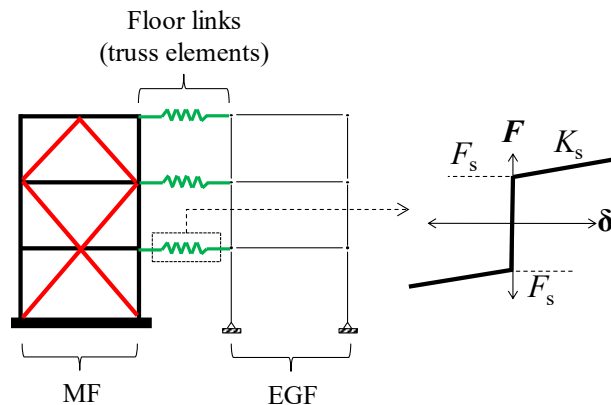 Floor links
(truss elements)
F
Fs
Ks
δ
Fs
MF
EGF